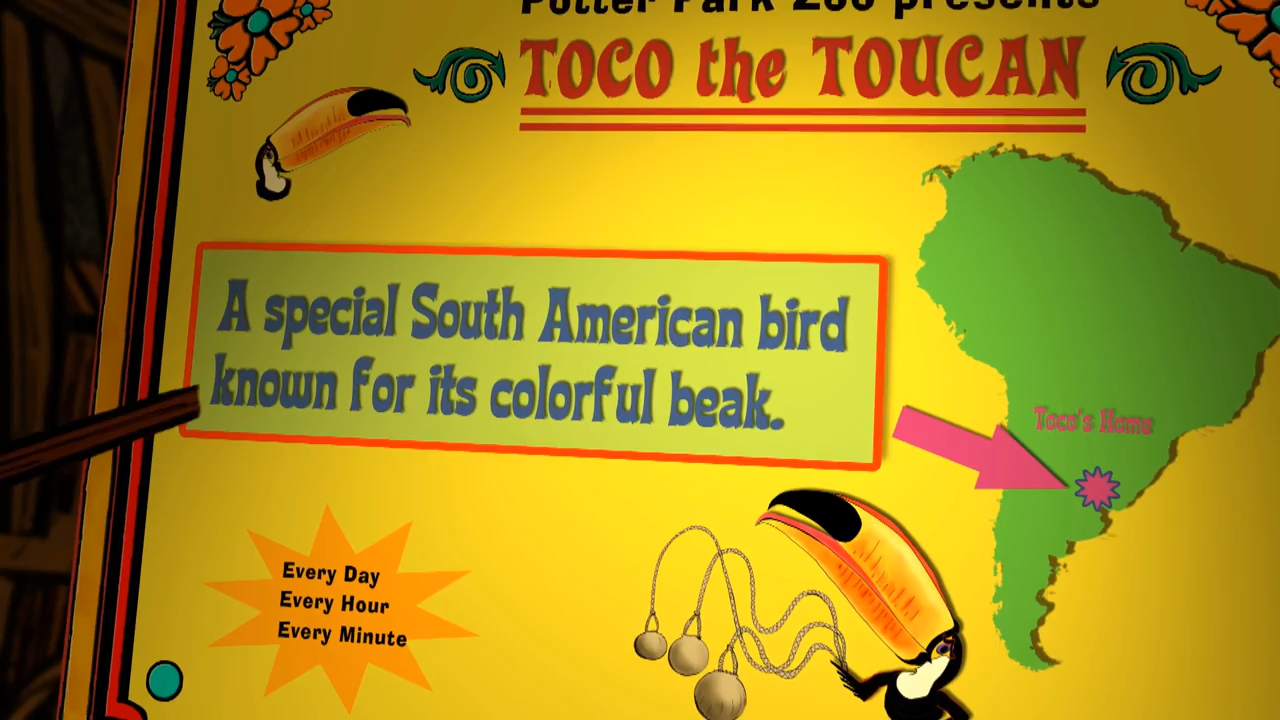 Potter Park Zoo presents
TOCO the TOUCAN
A special South American bird
known for its colorful beak.
Toco's Home
Every Day
Every Hour
Every Minute